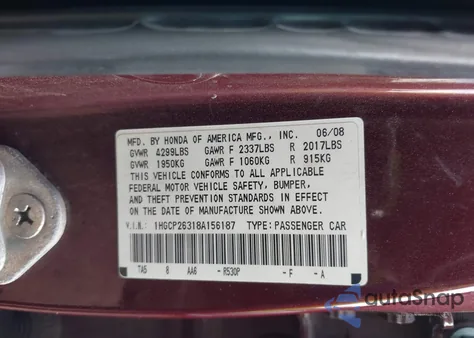 MFD. BY HONDA OF AMERICA MFG., INC. 06/08
GVWR 4299LBS GAWR F 2337LBS R 2017LBS
GVWR 1950KG GAWR F 1060KG R 915KG
THIS VEHICLE CONFORMS TO ALL APPLICABLE
FEDERAL MOTOR VEHICLE SAFETY, BUMPER,
AND THEFT PREVENTION STANDARDS IN EFFECT
ON THE DATE OF MANUFACTURE SHOWN ABOVE.
V.I.N.: 1HGCP26318A156187 TYPE: PASSENGER CAR
TA5 8 AA6 - R530P - F - A
autoSnap